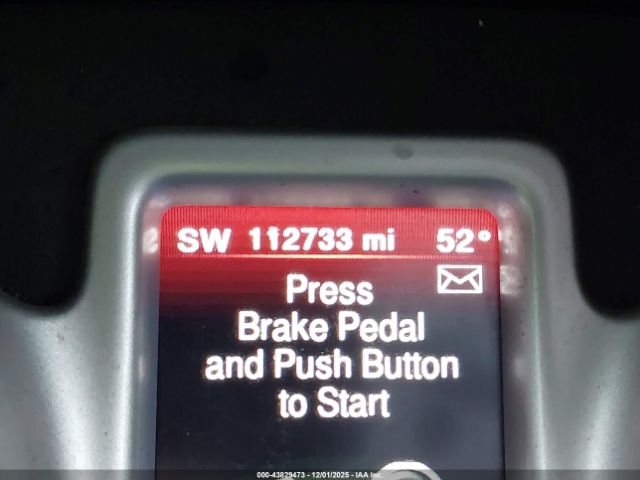 SW 112733 mi 52°
Press
Brake Pedal
and Push Button
to Start
000-43829473 - 12/01/2025 - IAA Inc.